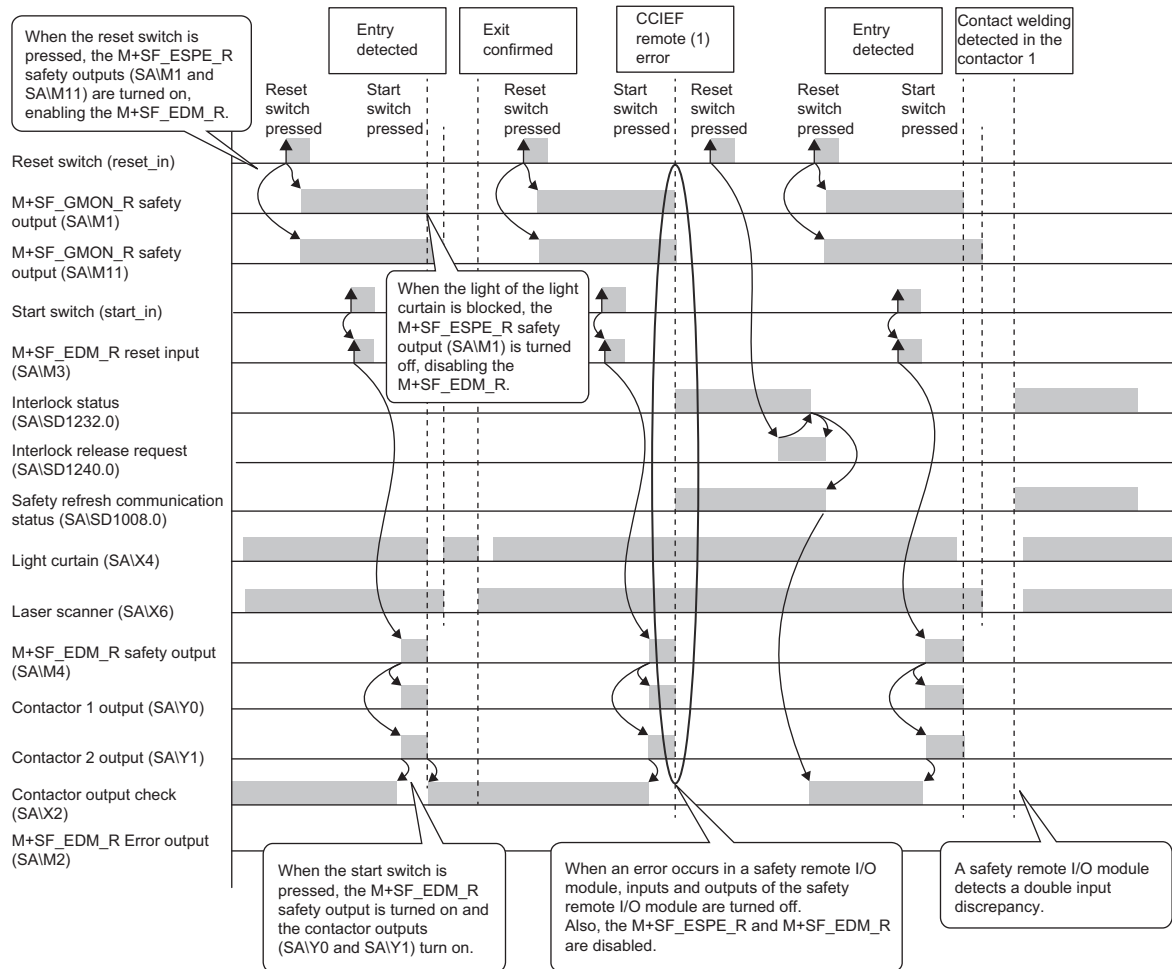 When the reset switch is
pressed, the M+SF_ESPE_R
safety outputs (SA\M1 and
SA\M11) are turned on,
enabling the M+SF_EDM_R.
Entry
detected
Exit
confirmed
CCIEF
remote (1)
error
Entry
detected
Contact welding
detected in the
contactor 1
Reset
switch
pressed
Start
switch
pressed
Reset
switch
pressed
Start
switch
pressed
Reset
switch
pressed
Reset
switch
pressed
Start
switch
pressed
Reset switch (reset_in)
M+SF_GMON_R safety
output (SA\M1)
M+SF_GMON_R safety
output (SA\M11)
Start switch (start_in)
M+SF_EDM_R reset input
(SA\M3)
Interlock status
(SA\SD1232.0)
Interlock release request
(SA\SD1240.0)
Safety refresh communication
status (SA\SD1008.0)
Light curtain (SA\X4)
Laser scanner (SA\X6)
M+SF_EDM_R safety output
(SA\M4)
Contactor 1 output (SA\Y0)
Contactor 2 output (SA\Y1)
Contactor output check
(SA\X2)
M+SF_EDM_R Error output
(SA\M2)
When the light of the light
curtain is blocked, the
M+SF_ESPE_R safety
output (SA\M1) is turned
off, disabling the
M+SF_EDM_R.
When the start switch is
pressed, the M+SF_EDM_R
safety output is turned on and
the contactor outputs
(SA\Y0 and SA\Y1) turn on.
When an error occurs in a safety remote I/O
module, inputs and outputs of the safety
remote I/O module are turned off.
Also, the M+SF_ESPE_R and M+SF_EDM_R
are disabled.
A safety remote I/O module
detects a double input
discrepancy.